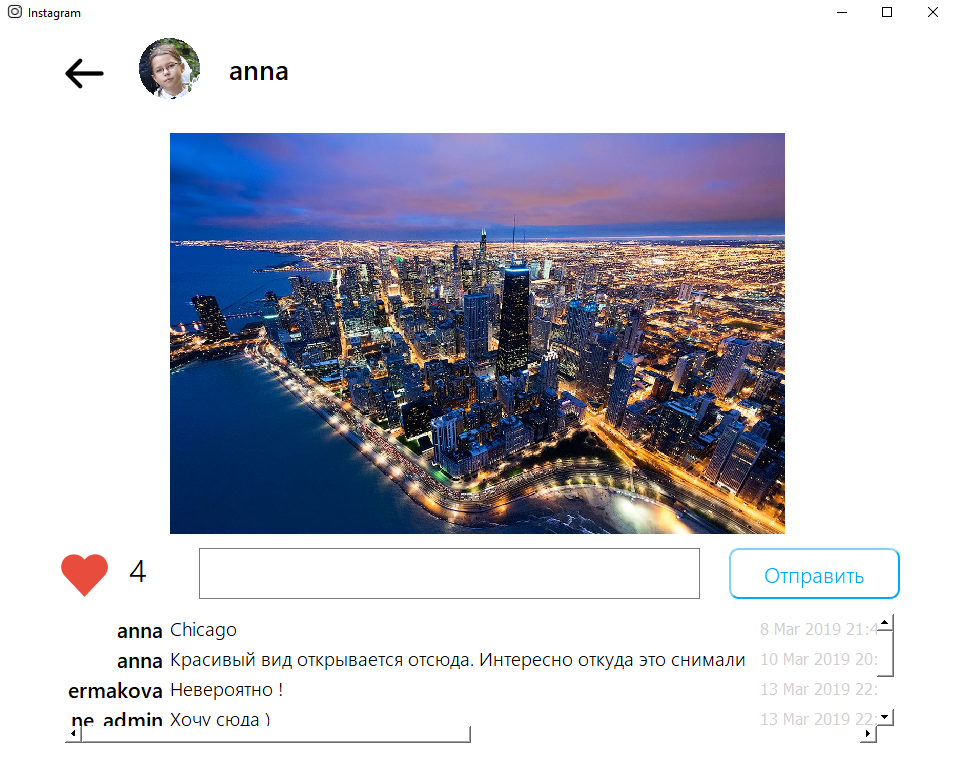 Instagram
anna
4
Отправить
anna Chicago 8 Mar 2019 21:4
anna Красивый вид открывается отсюда. Интересно откуда это снимали 10 Mar 2019 20:
ermakova Невероятно ! 13 Mar 2019 22:
ne_admin Хочу сюда ) 13 Mar 2019 22: